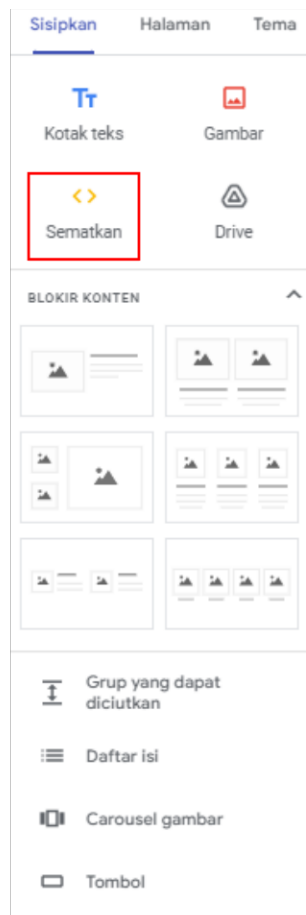 Sisipkan Halaman Tema
Kotak teks Gambar
Sematkan Drive
BLOKIR KONTEN
Grup yang dapat
diciutkan
Daftar isi
Carousel gambar
Tombol